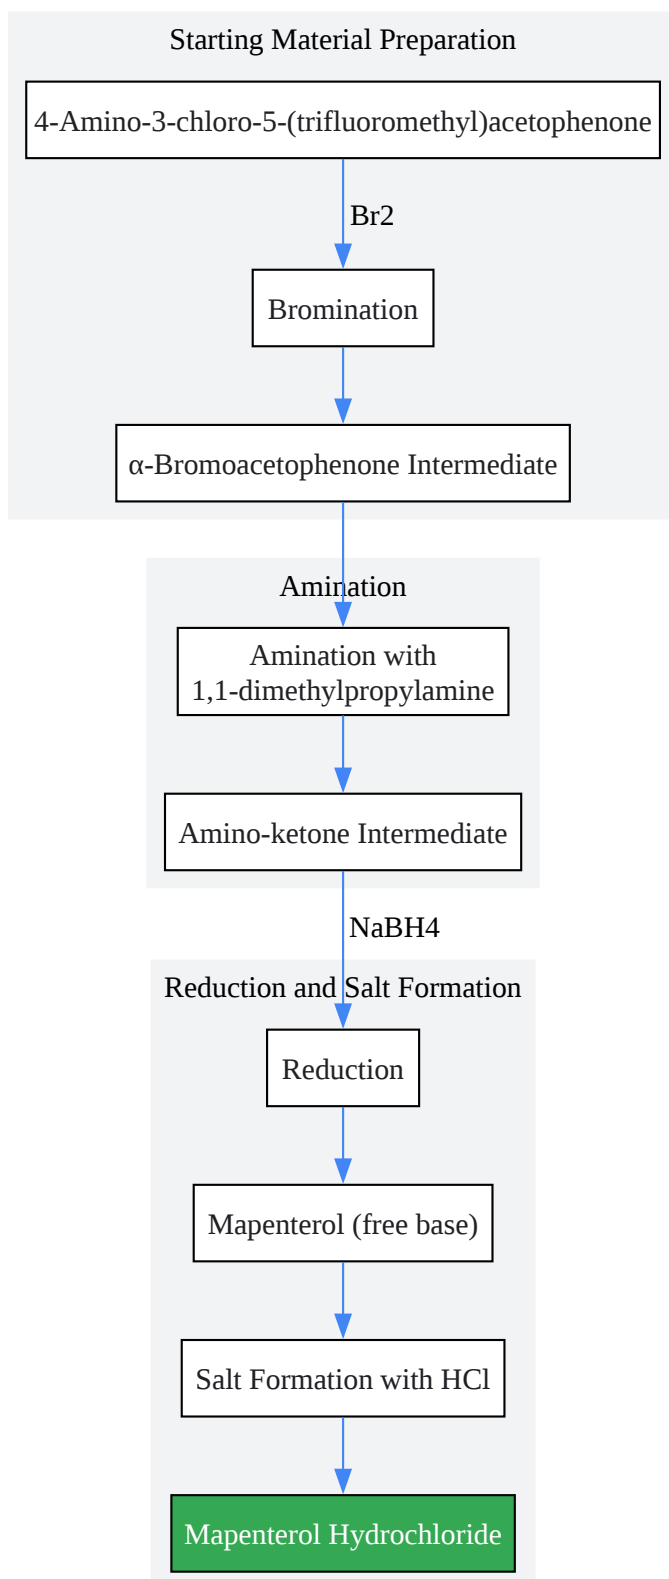 Starting Material Preparation
4-Amino-3-chloro-5-(trifluoromethyl)acetophenone
Br2
Bromination
α-Bromoacetophenone Intermediate
Amination
Amination with
1,1-dimethylpropylamine
Amino-ketone Intermediate
NaBH4
Reduction and Salt Formation
Reduction
Mapenterol (free base)
Salt Formation with HCl
Mapenterol Hydrochloride